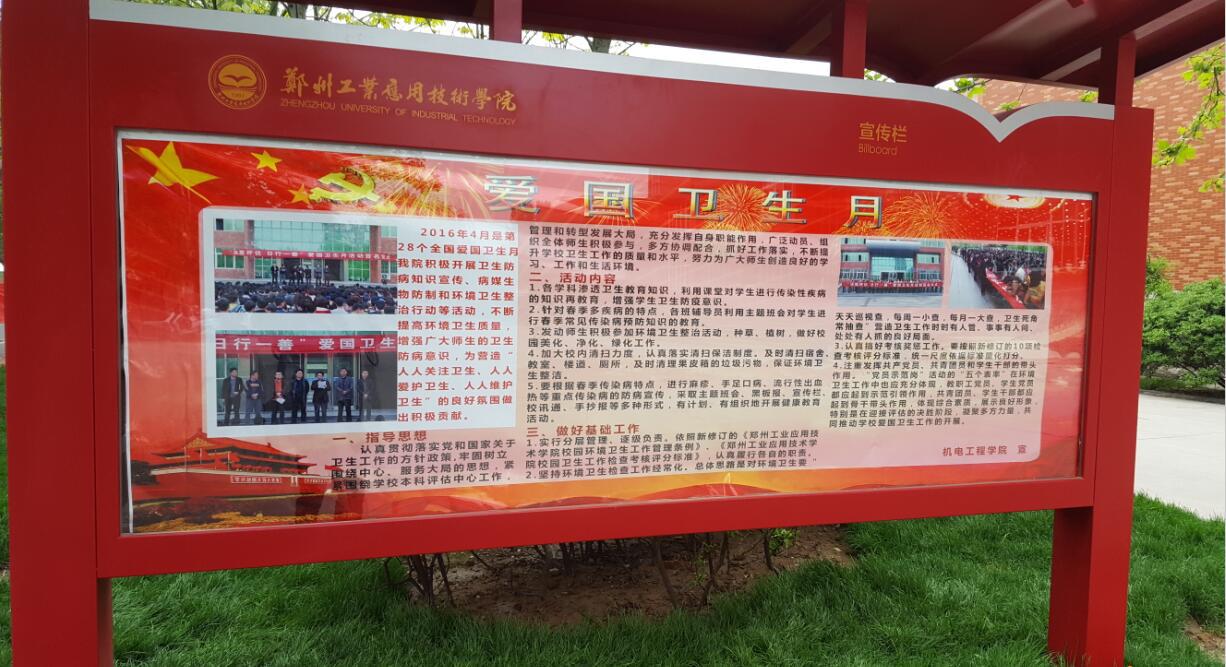 鄭州工業應用技術學院
ZHENGZHOU UNIVERSITY OF INDUSTRIAL TECHNOLOGY
宣传栏
Billboard
爱国卫生月
2016年4月是第
28个全国爱国卫生月
我院积极开展卫生防
病知识宣传、病媒生
物防制和环境卫生整
治行动等活动，不断
提高环境卫生质量，
增强广大师生的卫生
防病意识，为营造“
人人关注卫生、人人
爱护卫生、人人维护
卫生”的良好氛围做
出积极贡献。
日行一善”爱国卫生
一、指导思想
认真贯彻落实党和国家关于
卫生工作的方针政策,牢固树立
围绕中心、服务大局的思想，紧
紧围绕学校本科评估中心工作，
管理和转型发展大局，充分发挥自身职能作用，广泛动员、组
织全体师生积极参与，多方协调配合，抓好工作落实，不断提
升学校卫生工作的质量和水平，努力为广大师生创造良好的学
习、工作和生活环境。
二、活动内容
1.各学科渗透卫生教育知识，利用课堂对学生进行传染性疾病
的知识再教育，增强学生卫生防疫意识。
2.针对春季多疾病的特点，各班辅导员利用主题班会对学生进
行春季常见传染病预防知识的教育。
3.发动师生积极参加环境卫生整治活动，种草、植树，做好校
园美化、净化、绿化工作。
4.加大校内清扫力度，认真落实清扫保洁制度。及时清扫宿舍、
教室、楼道、厕所，及时清理果皮箱的垃圾污物，保证环境卫
生整洁。
5.要根据春季传染病特点，进行麻疹、手足口病、流行性出血
热等重点传染病的防病宣传，采取主题班会、黑板报、宣传栏、
校讯通、手抄报等多种形式，有计划、有组织地开展健康教育
活动。
三、做好基础工作
1.实行分层管理、逐级负责。依照新修订的《郑州工业应用技
术学院校园环境卫生工作管理条例》、《郑州工业应用技术学
院校园卫生工作检查考核评分标准》，认真履行各自的职责。
2.坚持环境卫生检查工作经常化。总体思路是对环境卫生要“
天天巡视查，每周一小查，每月一大查，卫生死角
常抽查”营造卫生工作时时有人管、事事有人问、
处处有人抓的良好局面。
3.认真搞好考核奖惩工作。要按照新修订的10项检
查考核评分标准，统一尺度依据标准量化打分。
4.注重发挥共产党员、共青团员和学生干部的带头
作用。“党员示范岗”活动的“五个表率”在环境
卫生工作中也应充分体现，教职工党员、学生党员
都应起到示范引领作用，共青团员、学生干部都应
起到骨干带头作用，体现综合素质，展示良好形象，
特别是在迎接评估的决胜阶段，凝聚多方力量，共
同推动学校爱国卫生工作的开展。
机电工程学院 宣